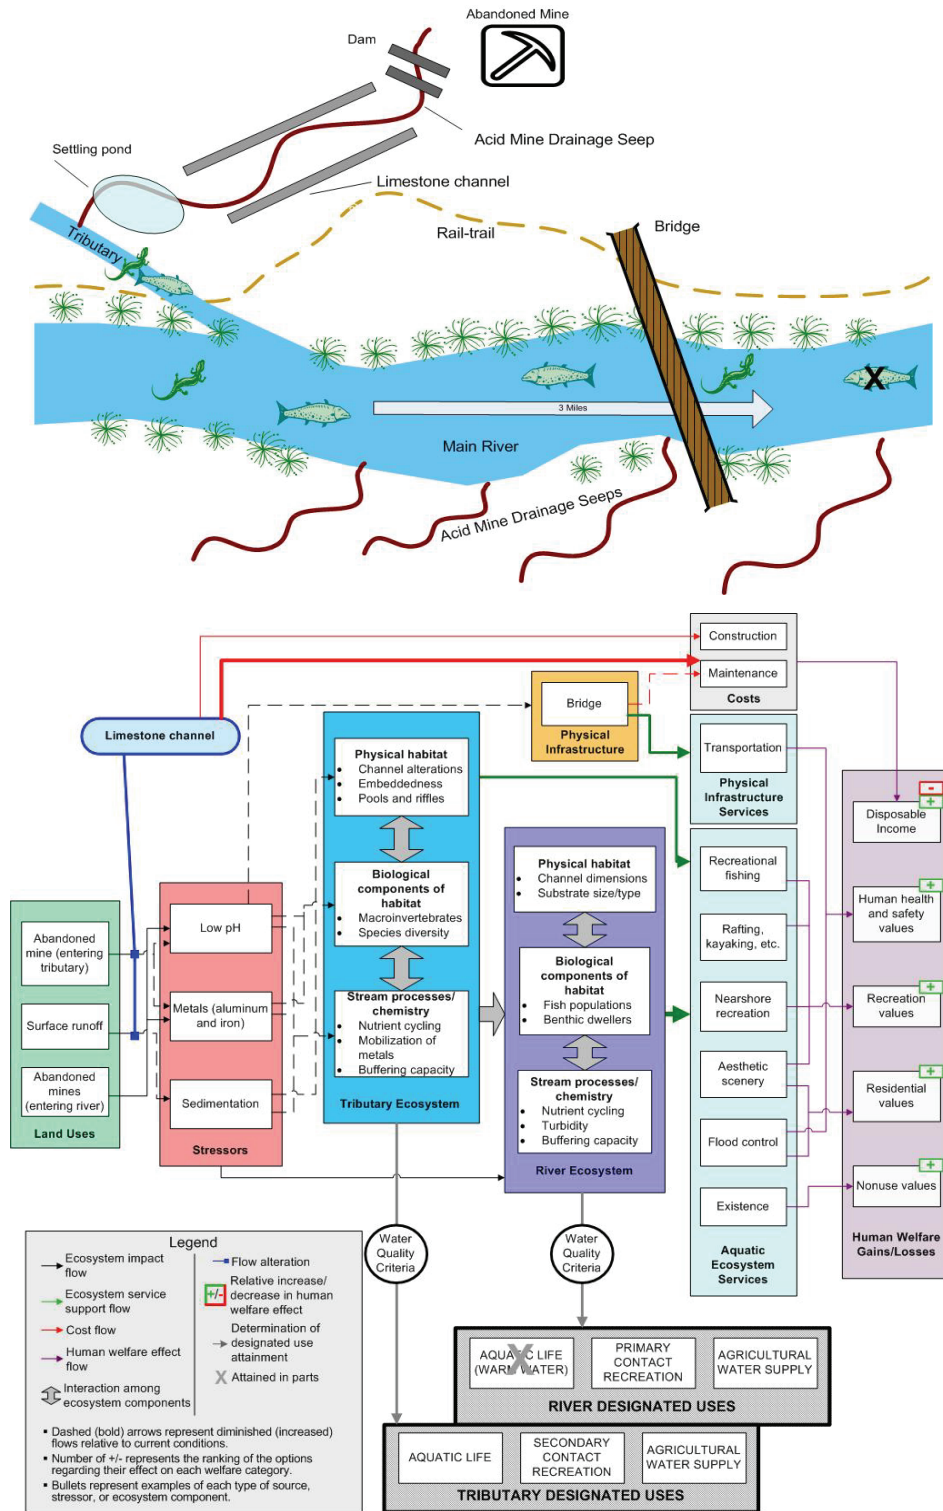 Abandoned Mine
Dam
Acid Mine Drainage Seep
Settling pond
Limestone channel
Rail-trail
Bridge
Tributary
3 Miles
Main River
Acid Mine Drainage Seeps
Construction
Maintenance
Costs
Bridge
Physical
Infrastructure
Limestone channel
Transportation
Physical
Infrastructure
Services
Physical habitat
• Channel alterations
• Embeddedness
• Pools and riffles
Biological
components of
habitat
• Macroinvertebrates
• Species diversity
Stream processes/
chemistry
• Nutrient cycling
• Mobilization of
metals
• Buffering capacity
Tributary Ecosystem
Physical habitat
• Channel dimensions
• Substrate size/type
Biological
components of
habitat
• Fish populations
• Benthic dwellers
Stream processes/
chemistry
• Nutrient cycling
• Turbidity
• Buffering capacity
River Ecosystem
Abandoned
mine (entering
tributary)
Surface runoff
Abandoned
mines (entering
river)
Land Uses
Low pH
Metals (aluminum
and iron)
Sedimentation
Stressors
Recreational
fishing
Rafting,
kayaking, etc.
Nearshore
recreation
Aesthetic
scenery
Flood control
Existence
Aquatic
Ecosystem
Services
-
+
Disposable
Income
+
Human health
and safety
values
+
Recreation
values
+
Residential
values
+
Nonuse values
Human Welfare
Gains/Losses
Water
Quality
Criteria
Water
Quality
Criteria
Legend
Ecosystem impact
flow
Ecosystem service
support flow
Cost flow
Human welfare effect
flow
Interaction among
ecosystem components
Flow alteration
+/-
Relative increase/
decrease in human
welfare effect
Determination of
designated use
attainment
X Attained in parts
▪ Dashed (bold) arrows represent diminished (increased)
flows relative to current conditions.
▪ Number of +/- represents the ranking of the options
regarding their effect on each welfare category.
▪ Bullets represent examples of each type of source,
stressor, or ecosystem component.
AQUATIC LIFE
(WARM WATER)
PRIMARY
CONTACT
RECREATION
AGRICULTURAL
WATER SUPPLY
RIVER DESIGNATED USES
AQUATIC LIFE
SECONDARY
CONTACT
RECREATION
AGRICULTURAL
WATER SUPPLY
TRIBUTARY DESIGNATED USES